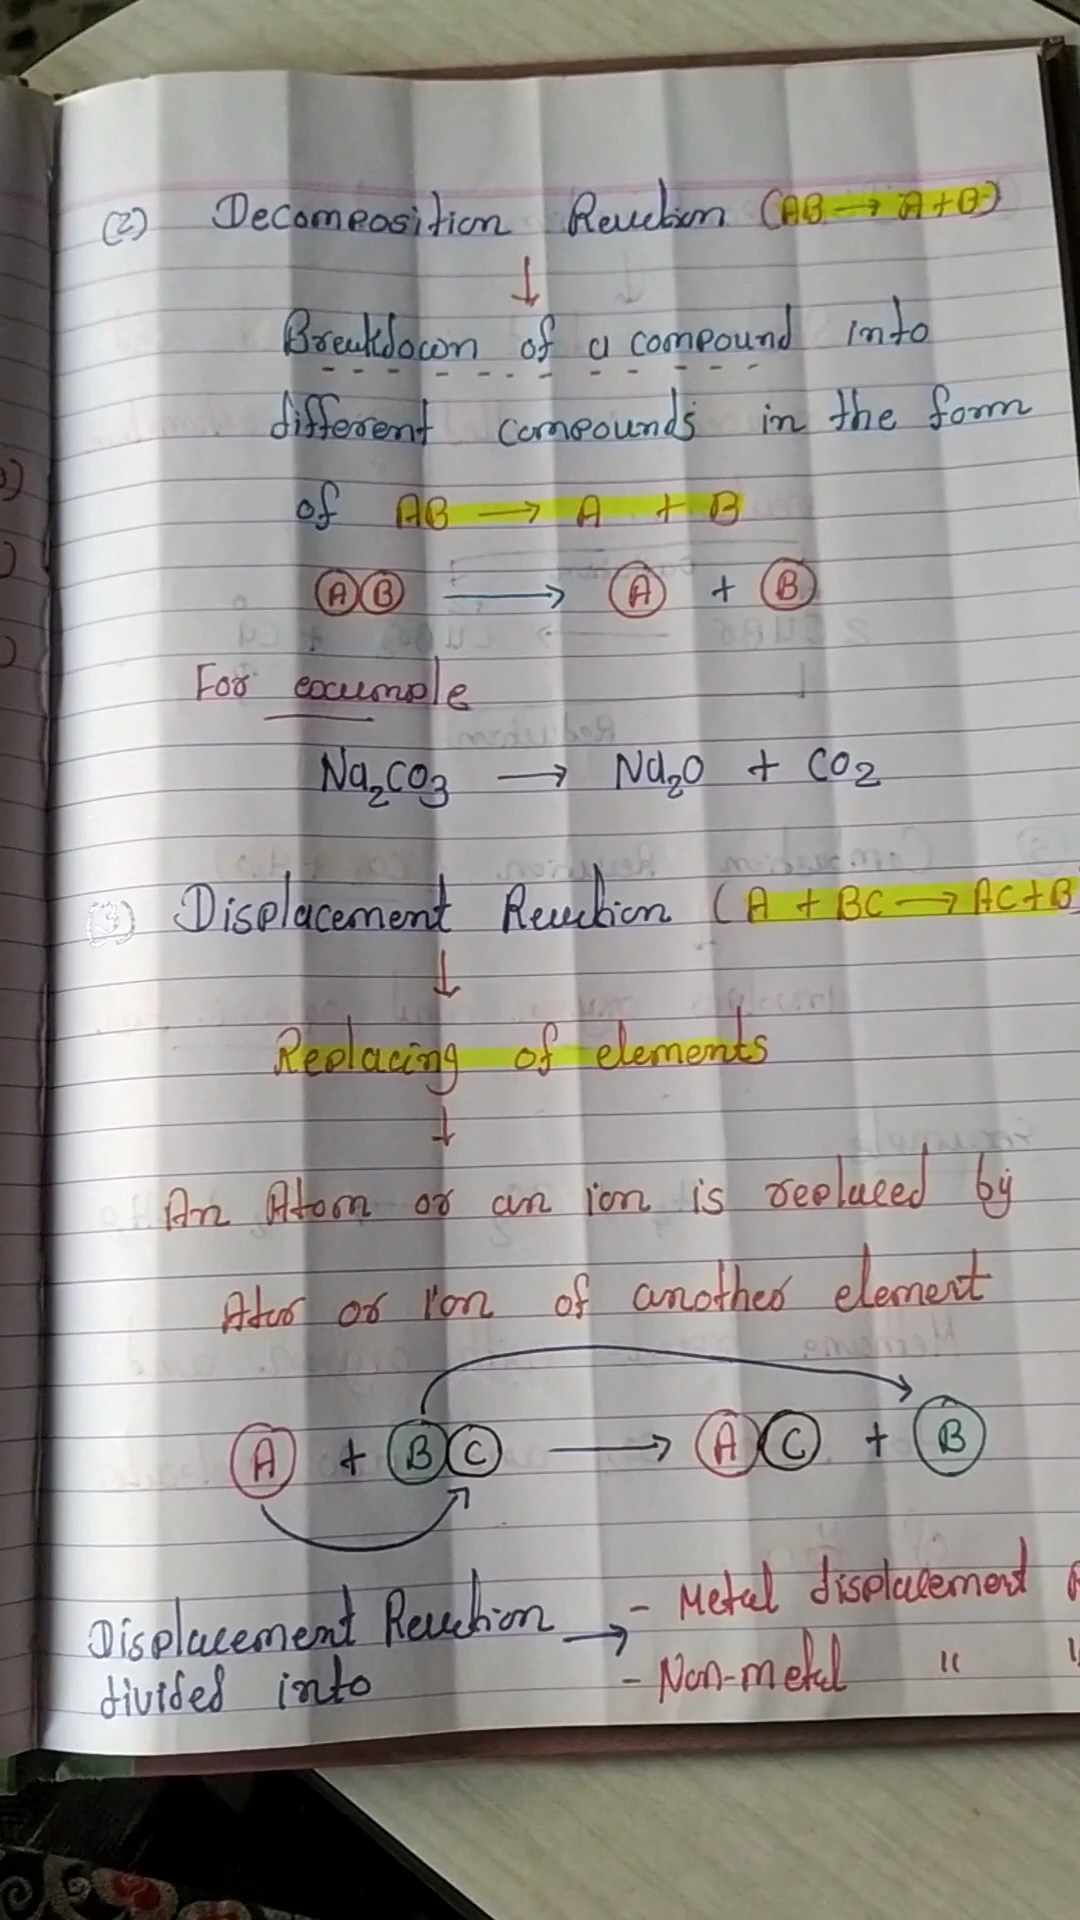 (2) Decomposition Reaction (AB → A+B)
↓
Breakdown of a compound into
different compounds in the form
of AB → A + B
A B → A + B
For example
Na₂CO₃ → Na₂O + CO₂
(3) Displacement Reaction (A + BC → AC+B)
↓
Replacing of elements
↓
An Atom or an ion is replaced by
Ator or ion of another element
A + B C → A C + B
Displacement Reaction → - Metal displacement
divided into - Non-metal "